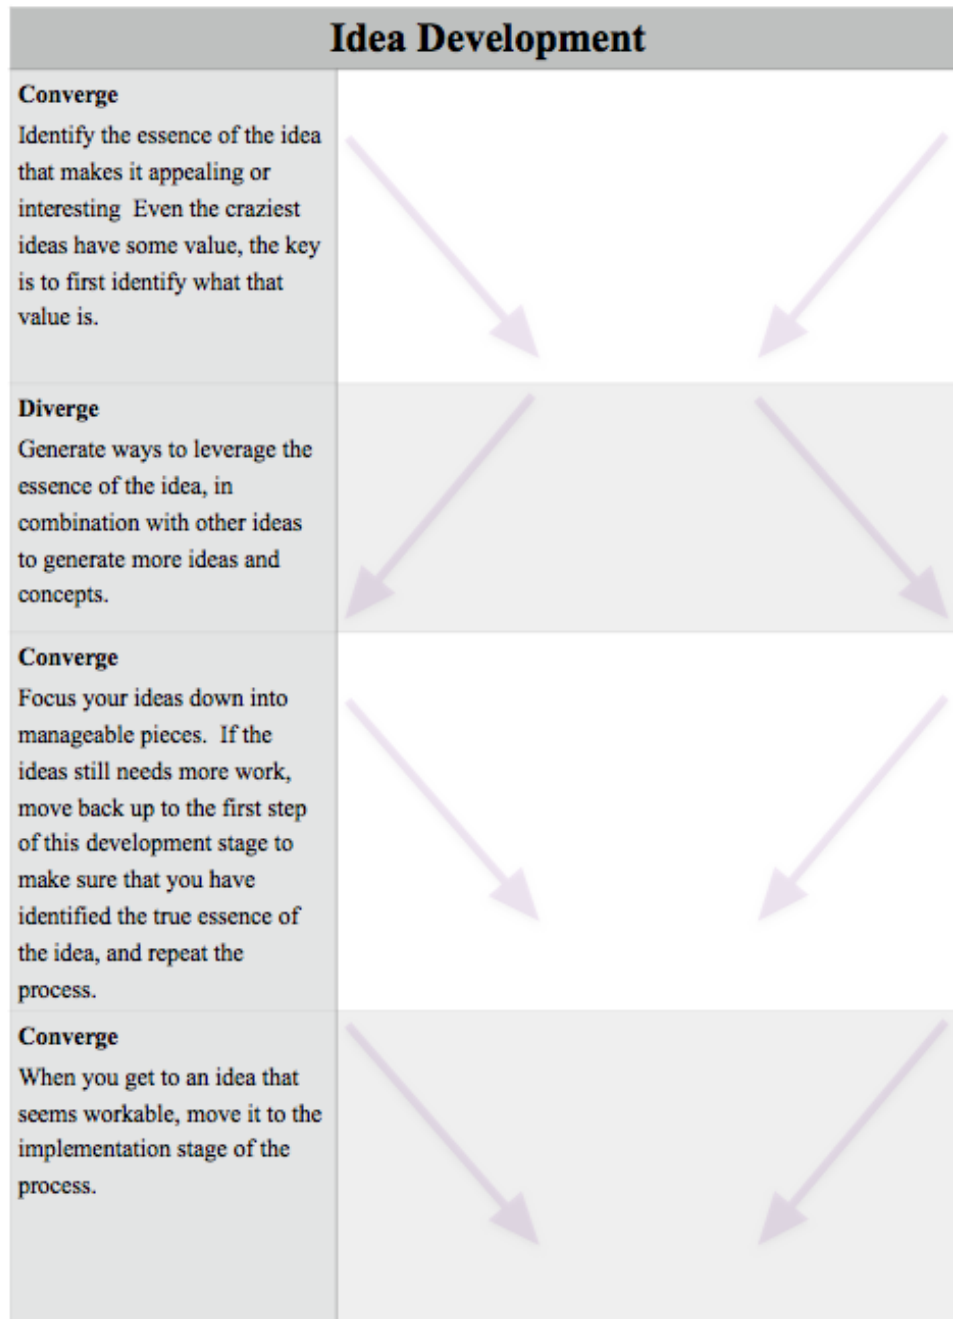 Idea Development
Converge
Identify the essence of the idea
that makes it appealing or
interesting  Even the craziest
ideas have some value, the key
is to first identify what that
value is.
Diverge
Generate ways to leverage the
essence of the idea, in
combination with other ideas
to generate more ideas and
concepts.
Converge
Focus your ideas down into
manageable pieces.  If the
ideas still needs more work,
move back up to the first step
of this development stage to
make sure that you have
identified the true essence of
the idea, and repeat the
process.
Converge
When you get to an idea that
seems workable, move it to the
implementation stage of the
process.